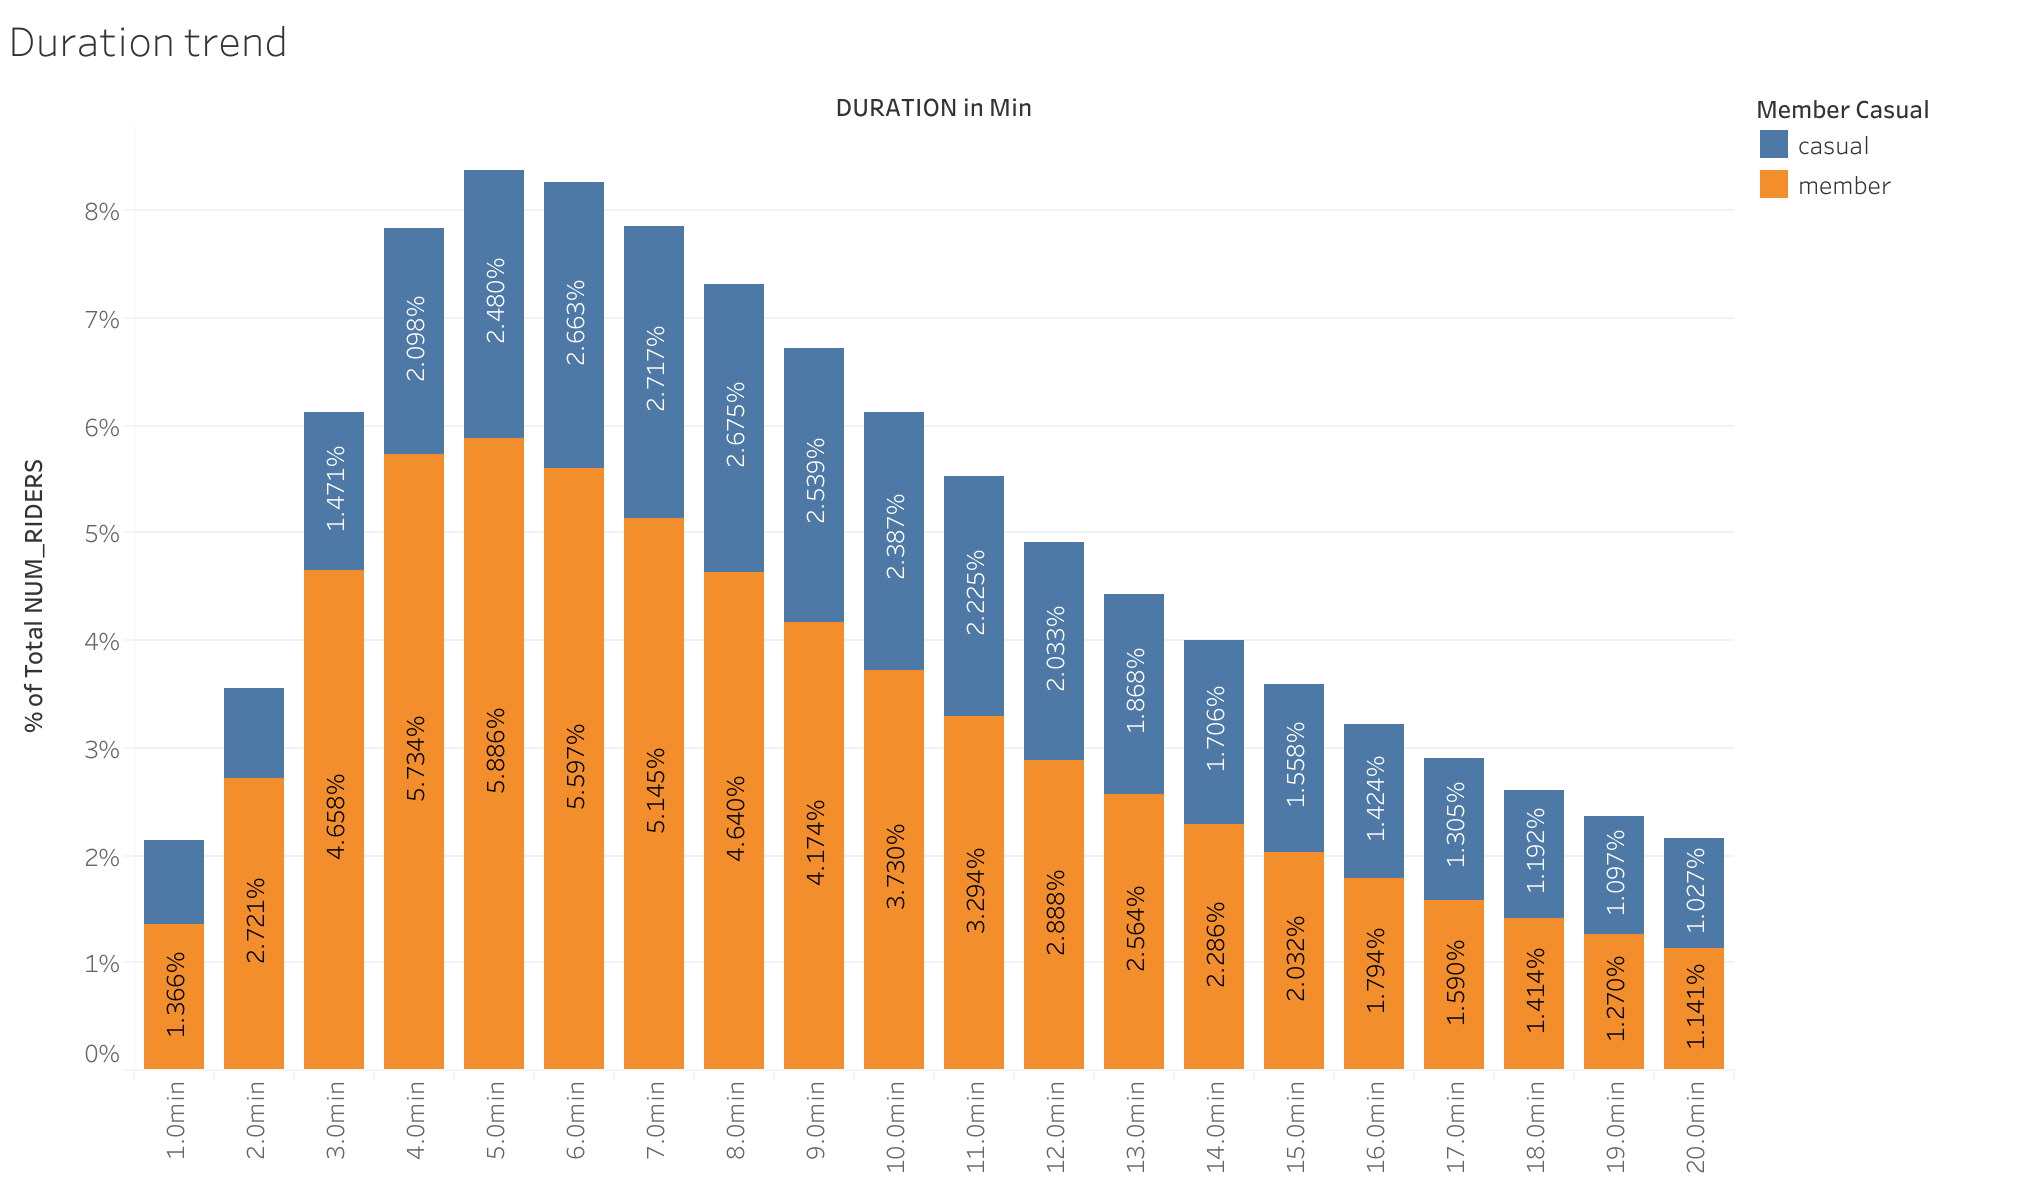 Duration trend
DURATION in Min
Member Casual
casual
member
% of Total NUM_RIDERS
8%
7%
6%
5%
4%
3%
2%
1%
0%
1.471%
2.098%
2.480%
2.663%
2.717%
2.675%
2.539%
2.387%
2.225%
2.033%
1.868%
1.706%
1.558%
1.424%
1.305%
1.192%
1.097%
1.027%
1.366%
2.721%
4.658%
5.734%
5.886%
5.597%
5.145%
4.640%
4.174%
3.730%
3.294%
2.888%
2.564%
2.286%
2.032%
1.794%
1.590%
1.414%
1.270%
1.141%
1.0min
2.0min
3.0min
4.0min
5.0min
6.0min
7.0min
8.0min
9.0min
10.0min
11.0min
12.0min
13.0min
14.0min
15.0min
16.0min
17.0min
18.0min
19.0min
20.0min